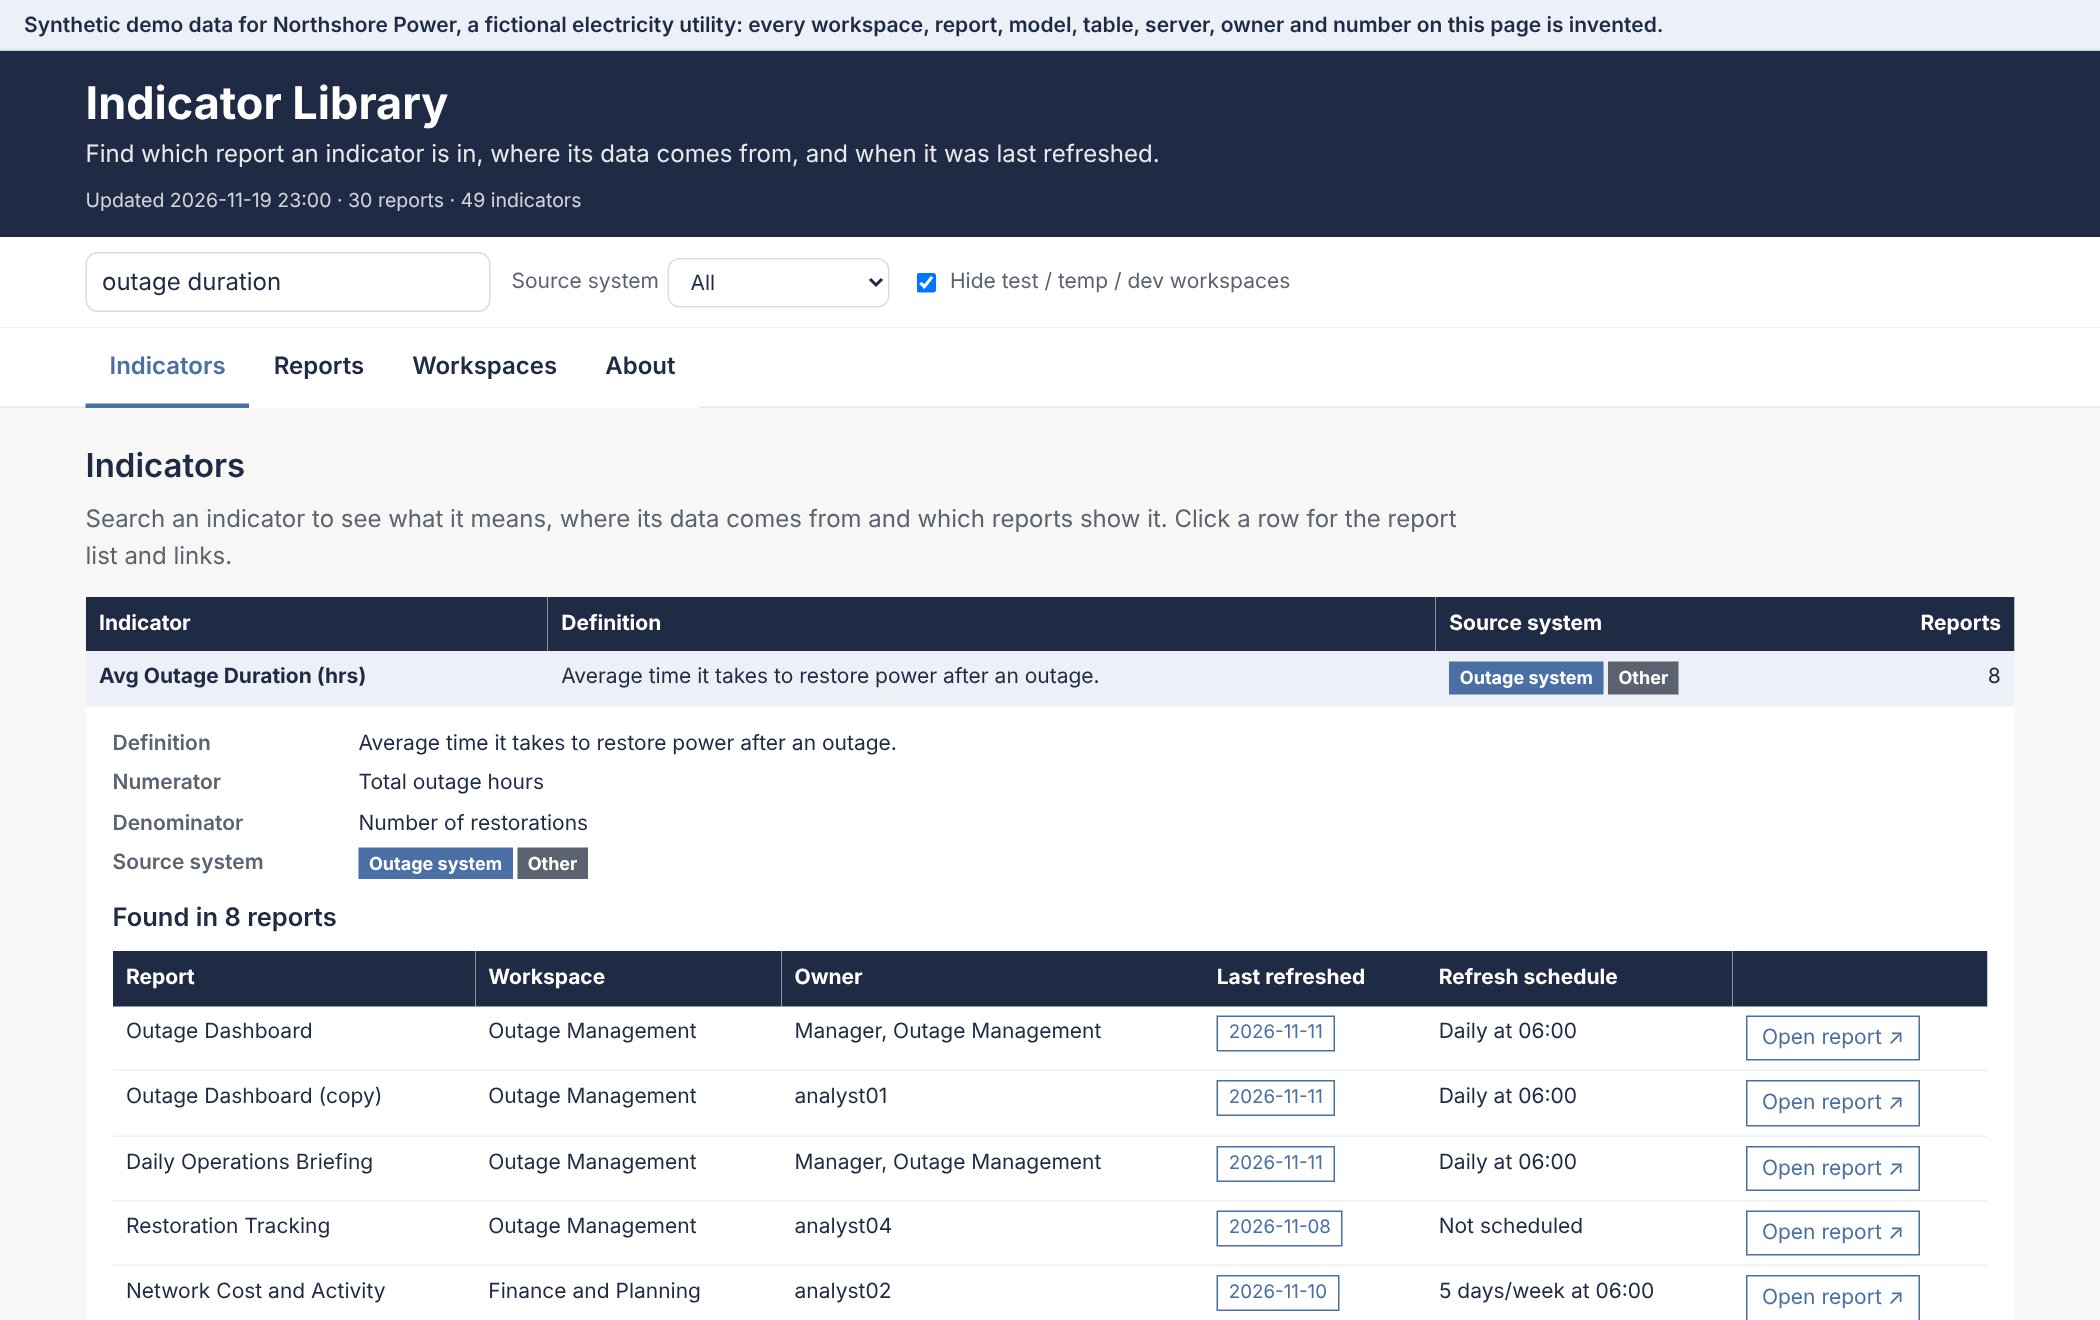 Synthetic demo data for Northshore Power, a fictional electricity utility: every workspace, report, model, table, server, owner and number on this page is invented.
Indicator Library
Find which report an indicator is in, where its data comes from, and when it was last refreshed.
Updated 2026-11-19 23:00 · 30 reports · 49 indicators
outage duration Source system All Hide test / temp / dev workspaces
Indicators Reports Workspaces About
Indicators
Search an indicator to see what it means, where its data comes from and which reports show it. Click a row for the report
list and links.
Indicator Definition Source system Reports
Avg Outage Duration (hrs) Average time it takes to restore power after an outage. Outage system Other 8
Definition Average time it takes to restore power after an outage.
Numerator Total outage hours
Denominator Number of restorations
Source system Outage system Other
Found in 8 reports
Report Workspace Owner Last refreshed Refresh schedule
Outage Dashboard Outage Management Manager, Outage Management 2026-11-11 Daily at 06:00 Open report ↗
Outage Dashboard (copy) Outage Management analyst01 2026-11-11 Daily at 06:00 Open report ↗
Daily Operations Briefing Outage Management Manager, Outage Management 2026-11-11 Daily at 06:00 Open report ↗
Restoration Tracking Outage Management analyst04 2026-11-08 Not scheduled Open report ↗
Network Cost and Activity Finance and Planning analyst02 2026-11-10 5 days/week at 06:00 Open report ↗